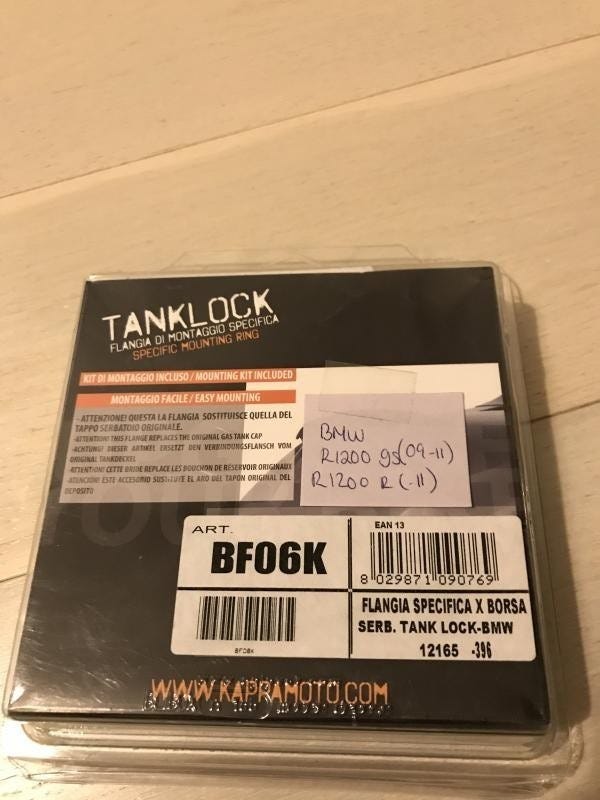 TANKLOCK
FLANGIA DI MONTAGGIO SPECIFICA
SPECIFIC MOUNTING RING
KIT DI MONTAGGIO INCLUSO / MOUNTING KIT INCLUDED
MONTAGGIO FACILE / EASY MOUNTING
- ATTENZIONE! QUESTA LA FLANGIA SOSTITUISCE QUELLA DEL
TAPPO SERBATOIO ORIGINALE.
-ATTENTION! THIS FLANGE REPLACES THE ORIGINAL GAS TANK CAP
-ACHTUNG! DIESER ARTIKEL ERSETZT DEN VERBINDUNGSFLANSCH VOM
ORIGINAL TANKDECKEL
-ATTENTION! CETTE BRIDE REPLACE LES BOUCHON DE RÉSERVOIR ORIGINAUX
-ATENCIÓN! ESTE ACCESORIO SUSTITUYE EL ARO DEL TAPON ORIGINAL DEL
DEPOSITO
BMW
R1200 gs(09-11)
R1200 R (-11)
ART.
BF06K
BF06K
EAN 13
8 029871 090769
FLANGIA SPECIFICA X BORSA
SERB. TANK LOCK-BMW
12165 -396
WWW.KAPPAMOTO.COM